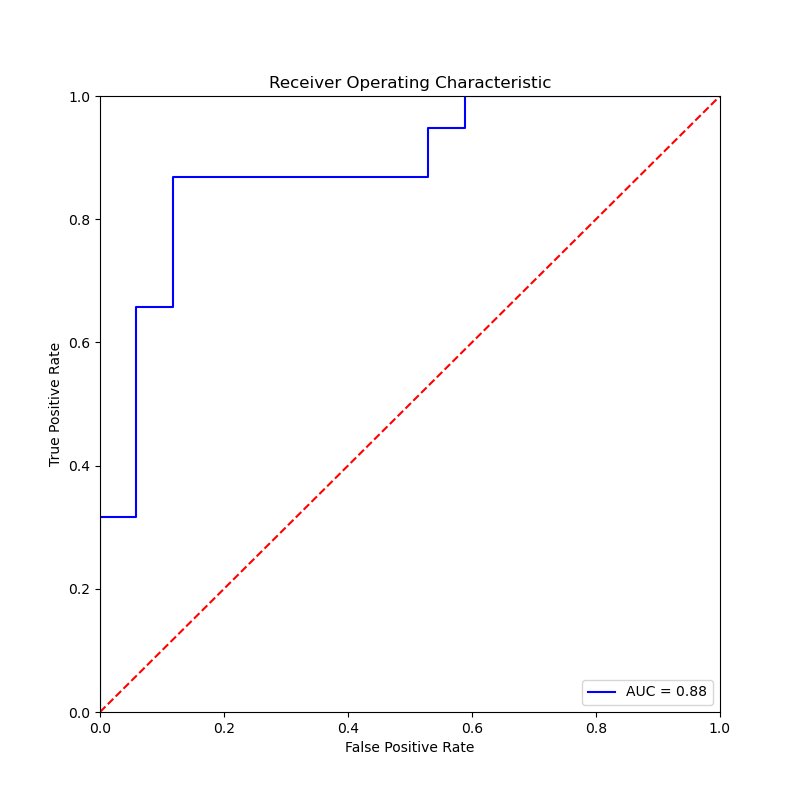 Receiver Operating Characteristic
1.0
0.8
0.6
0.4
0.2
0.0
True Positive Rate
AUC = 0.88
0.0 0.2 0.4 0.6 0.8 1.0
False Positive Rate